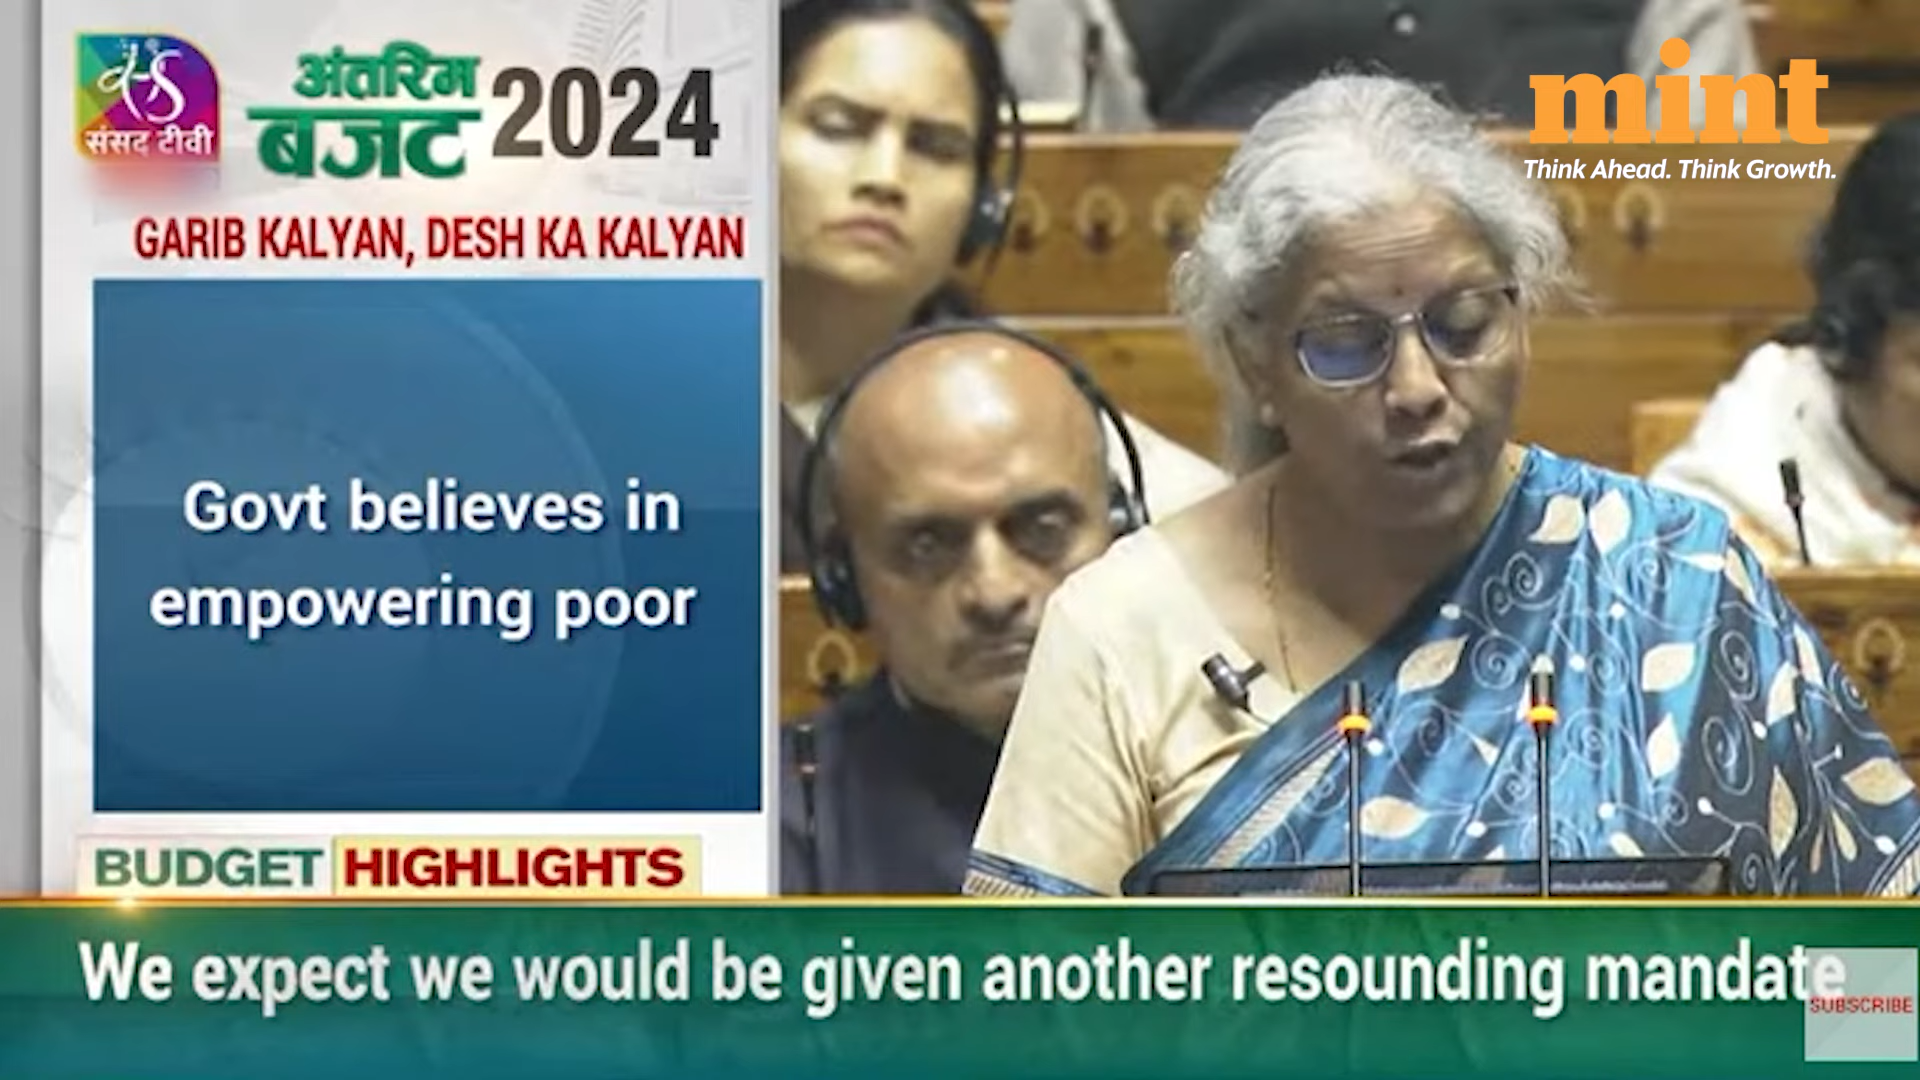 संसद टीवी
अंतरिम
बजट 2024
GARIB KALYAN, DESH KA KALYAN
Govt believes in
empowering poor
BUDGET HIGHLIGHTS
We expect we would be given another resounding mandate
mint
Think Ahead. Think Growth.
SUBSCRIBE